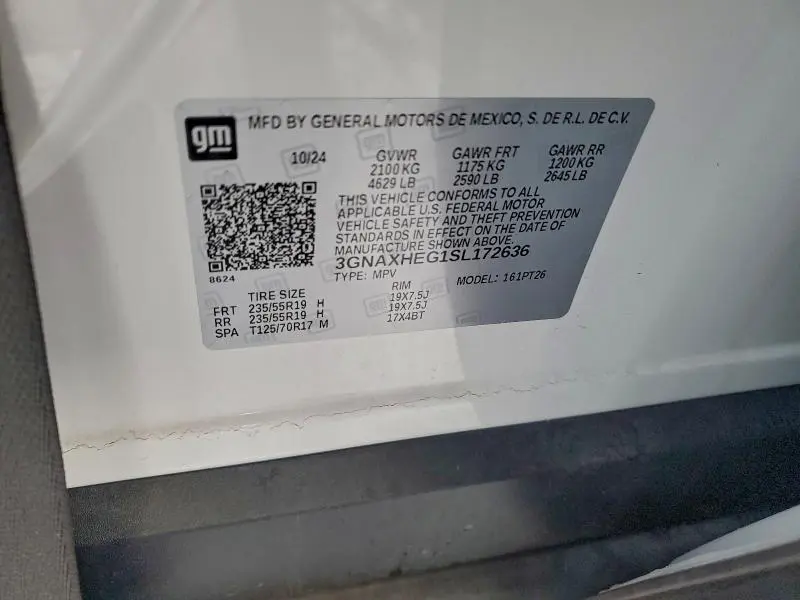 gm
MFD BY GENERAL MOTORS DE MEXICO, S. DE R.L. DE C.V.
10/24 GVWR GAWR FRT GAWR RR
2100 KG 1175 KG 1200 KG
4629 LB 2590 LB 2645 LB
THIS VEHICLE CONFORMS TO ALL
APPLICABLE U.S. FEDERAL MOTOR
VEHICLE SAFETY AND THEFT PREVENTION
STANDARDS IN EFFECT ON THE DATE OF
MANUFACTURE SHOWN ABOVE.
3GNAXHEG1SL172636
8624
TYPE: MPV MODEL: 161PT26
TIRE SIZE RIM
FRT 235/55R19 H 19X7.5J
RR 235/55R19 H 19X7.5J
SPA T125/70R17 M 17X4BT